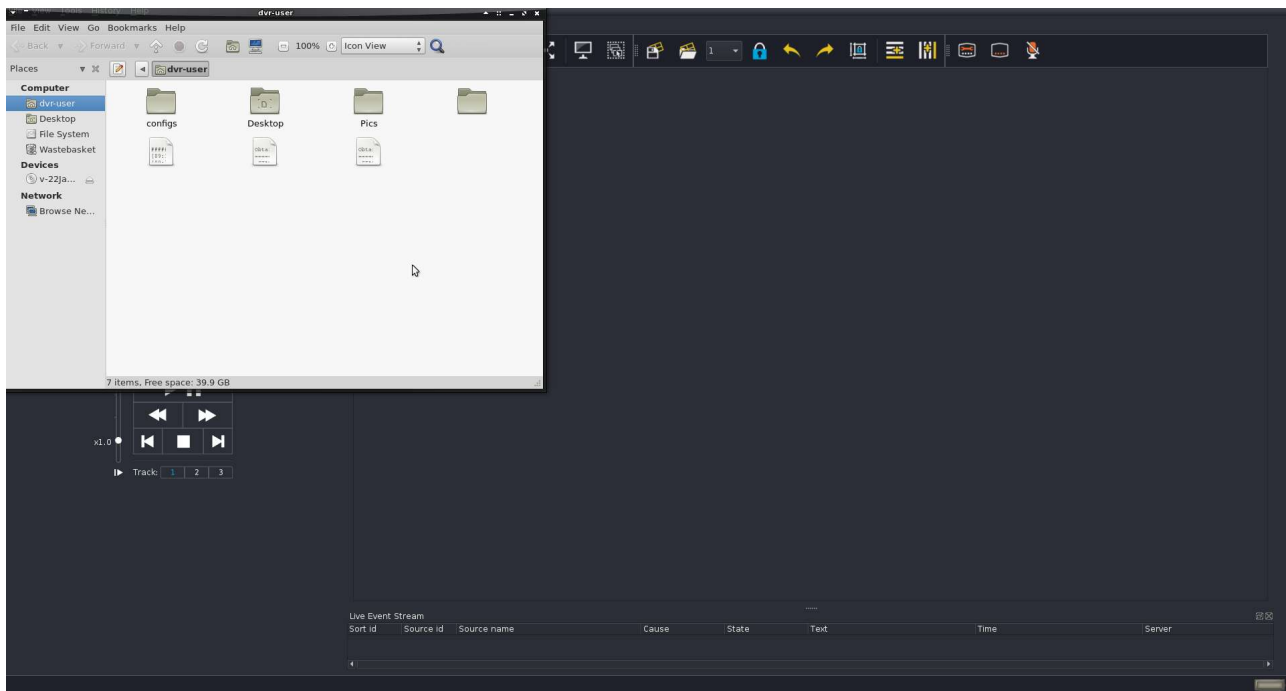 dvr-user
File Edit View Go Bookmarks Help
Back Forward 100% Icon View
Places dvr-user
Computer
dvr-user
Desktop
File System
Wastebasket
Devices
v-22Ja...
Network
Browse Ne...
configs Desktop Pics
7 items, Free space: 39.9 GB
1
x1.0
Track: 1 2 3
Live Event Stream
Sort id Source id Source name Cause State Text Time Server